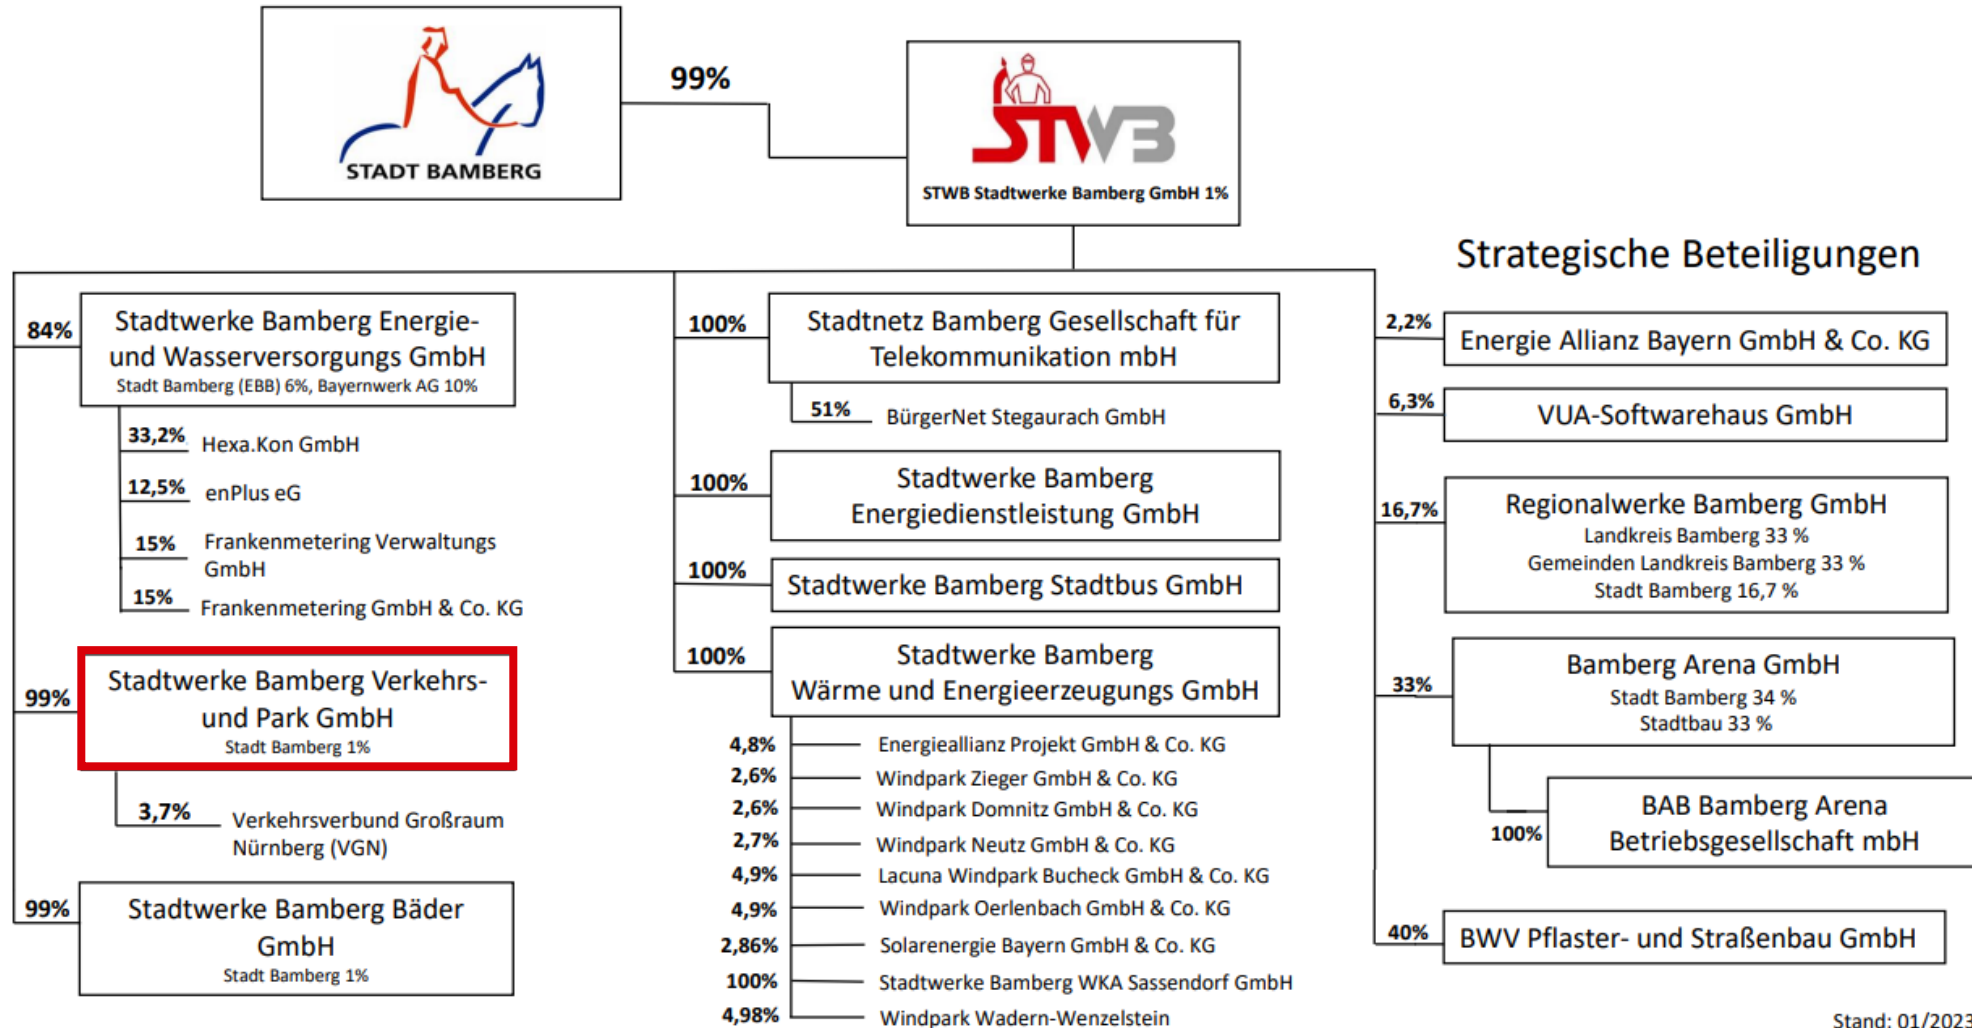 STADT BAMBERG
99%
STWB
STWB Stadtwerke Bamberg GmbH 1%
84%
Stadtwerke Bamberg Energie-
und Wasserversorgungs GmbH
Stadt Bamberg (EBB) 6%, Bayernwerk AG 10%
33,2%
Hexa.Kon GmbH
12,5%
enPlus eG
15%
Frankenmetering Verwaltungs
GmbH
15%
Frankenmetering GmbH & Co. KG
99%
Stadtwerke Bamberg Verkehrs-
und Park GmbH
Stadt Bamberg 1%
3,7%
Verkehrsverbund Großraum
Nürnberg (VGN)
99%
Stadtwerke Bamberg Bäder
GmbH
Stadt Bamberg 1%
100%
Stadtnetz Bamberg Gesellschaft für
Telekommunikation mbH
51%
BürgerNet Stegaurach GmbH
100%
Stadtwerke Bamberg
Energiedienstleistung GmbH
100%
Stadtwerke Bamberg Stadtbus GmbH
100%
Stadtwerke Bamberg
Wärme und Energieerzeugungs GmbH
4,8%
Energieallianz Projekt GmbH & Co. KG
2,6%
Windpark Zieger GmbH & Co. KG
2,6%
Windpark Domnitz GmbH & Co. KG
2,7%
Windpark Neutz GmbH & Co. KG
4,9%
Lacuna Windpark Bucheck GmbH & Co. KG
4,9%
Windpark Oerlenbach GmbH & Co. KG
2,86%
Solarenergie Bayern GmbH & Co. KG
100%
Stadtwerke Bamberg WKA Sassendorf GmbH
4,98%
Windpark Wadern-Wenzelstein
Strategische Beteiligungen
2,2%
Energie Allianz Bayern GmbH & Co. KG
6,3%
VUA-Softwarehaus GmbH
16,7%
Regionalwerke Bamberg GmbH
Landkreis Bamberg 33 %
Gemeinden Landkreis Bamberg 33 %
Stadt Bamberg 16,7 %
33%
Bamberg Arena GmbH
Stadt Bamberg 34 %
Stadtbau 33 %
100%
BAB Bamberg Arena
Betriebsgesellschaft mbH
40%
BWV Pflaster- und Straßenbau GmbH
Stand: 01/2023